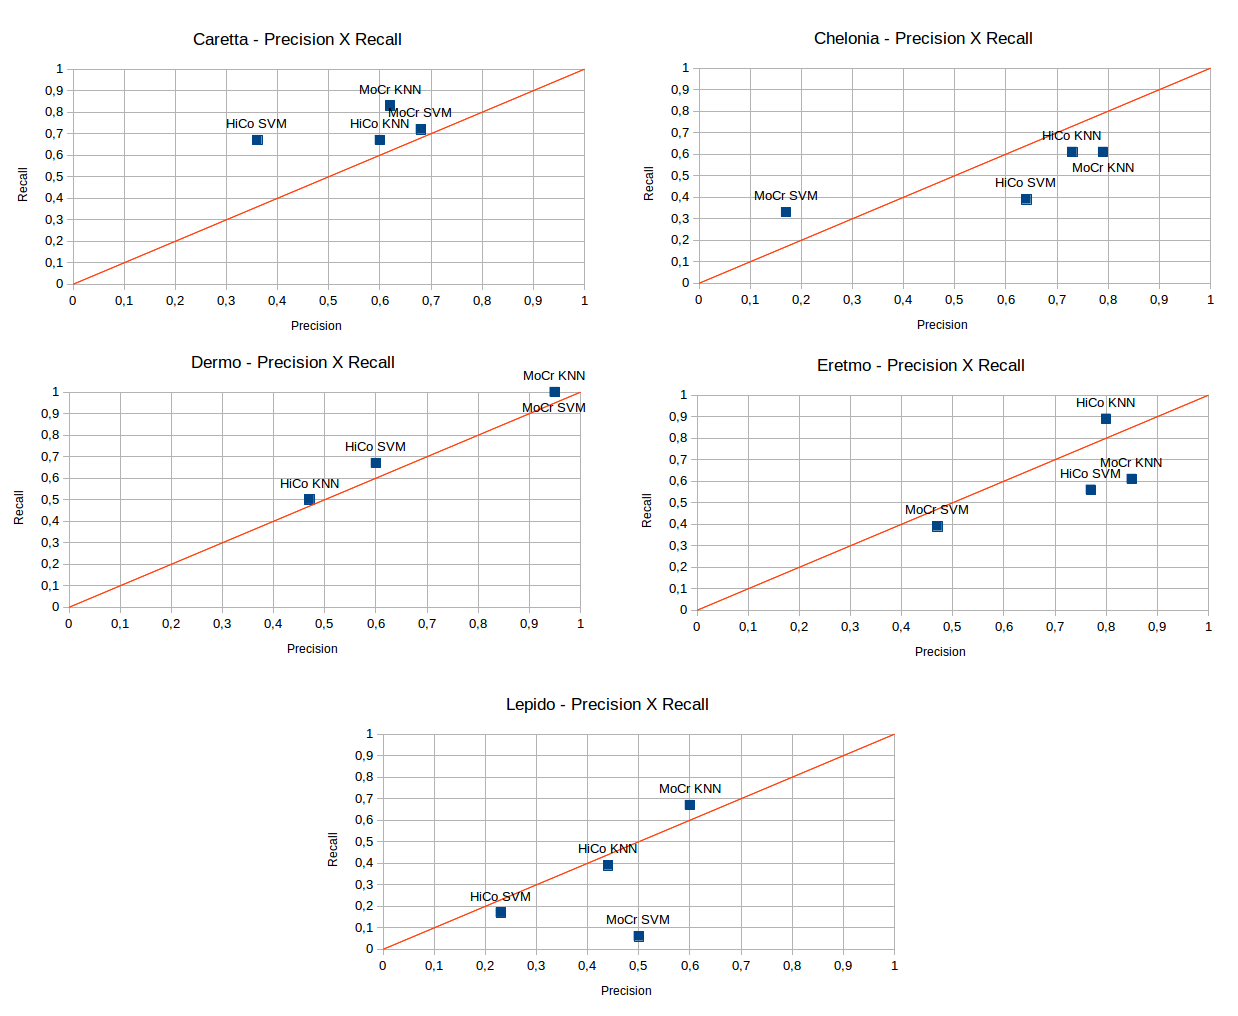 Caretta - Precision X Recall
1
0,9
0,8
0,7
0,6
0,5
0,4
0,3
0,2
0,1
0
Recall
MoCr KNN
MoCr SVM
HiCo SVM
HiCo KNN
0 0,1 0,2 0,3 0,4 0,5 0,6 0,7 0,8 0,9 1
Precision
Chelonia - Precision X Recall
1
0,9
0,8
0,7
0,6
0,5
0,4
0,3
0,2
0,1
0
Recall
HiCo KNN
MoCr KNN
HiCo SVM
MoCr SVM
0 0,1 0,2 0,3 0,4 0,5 0,6 0,7 0,8 0,9 1
Precision
Dermo - Precision X Recall
1
0,9
0,8
0,7
0,6
0,5
0,4
0,3
0,2
0,1
0
Recall
MoCr KNN
MoCr SVM
HiCo SVM
HiCo KNN
0 0,1 0,2 0,3 0,4 0,5 0,6 0,7 0,8 0,9 1
Precision
Eretmo - Precision X Recall
1
0,9
0,8
0,7
0,6
0,5
0,4
0,3
0,2
0,1
0
Recall
HiCo KNN
MoCr KNN
HiCo SVM
MoCr SVM
0 0,1 0,2 0,3 0,4 0,5 0,6 0,7 0,8 0,9 1
Precision
Lepido - Precision X Recall
1
0,9
0,8
0,7
0,6
0,5
0,4
0,3
0,2
0,1
0
Recall
MoCr KNN
HiCo KNN
HiCo SVM
MoCr SVM
0 0,1 0,2 0,3 0,4 0,5 0,6 0,7 0,8 0,9 1
Precision